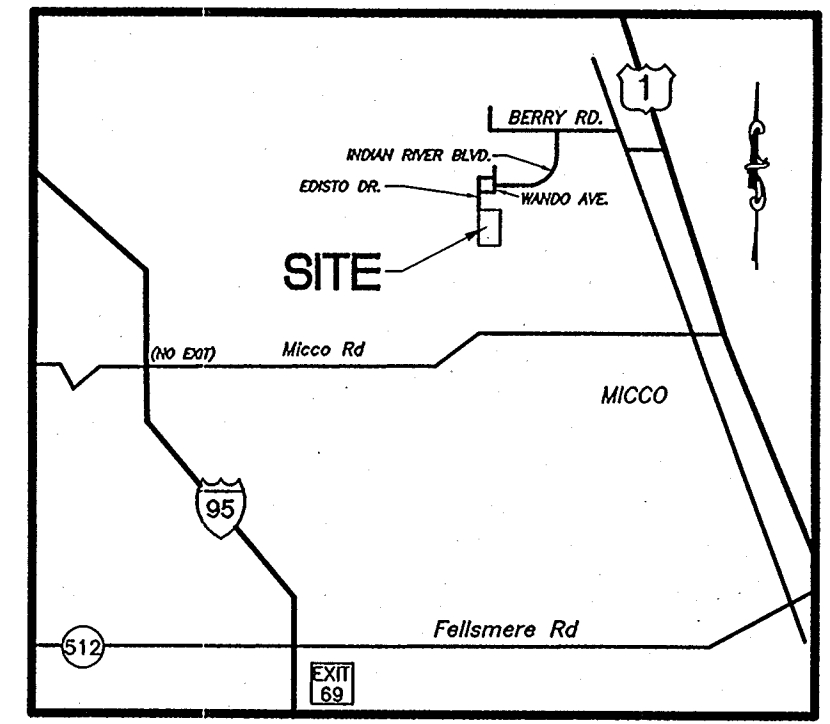 1
BERRY RD.
INDIAN RIVER BLVD.
EDISTO DR.
WANDO AVE.
SITE
(NO EXIT)
Micco Rd
MICCO
95
Fellsmere Rd
512
EXIT
69